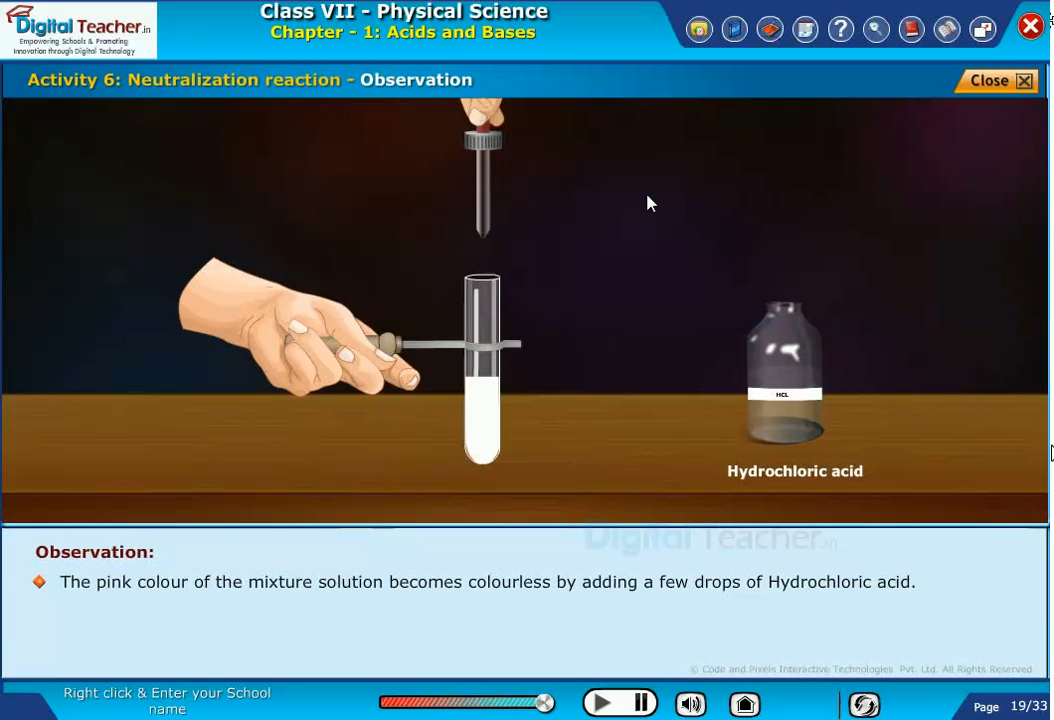 Digital Teacher.in
Empowering Schools & Promoting
Innovation through Digital Technology
Class VII - Physical Science
Chapter - 1: Acids and Bases
Activity 6: Neutralization reaction - Observation
Close
HCL
Hydrochloric acid
Digital Teacher.in
Observation:
The pink colour of the mixture solution becomes colourless by adding a few drops of Hydrochloric acid.
© Code and Pixels Interactive Technologies Pvt. Ltd. All Rights Reserved
Right click & Enter your School
name
Page 19/33